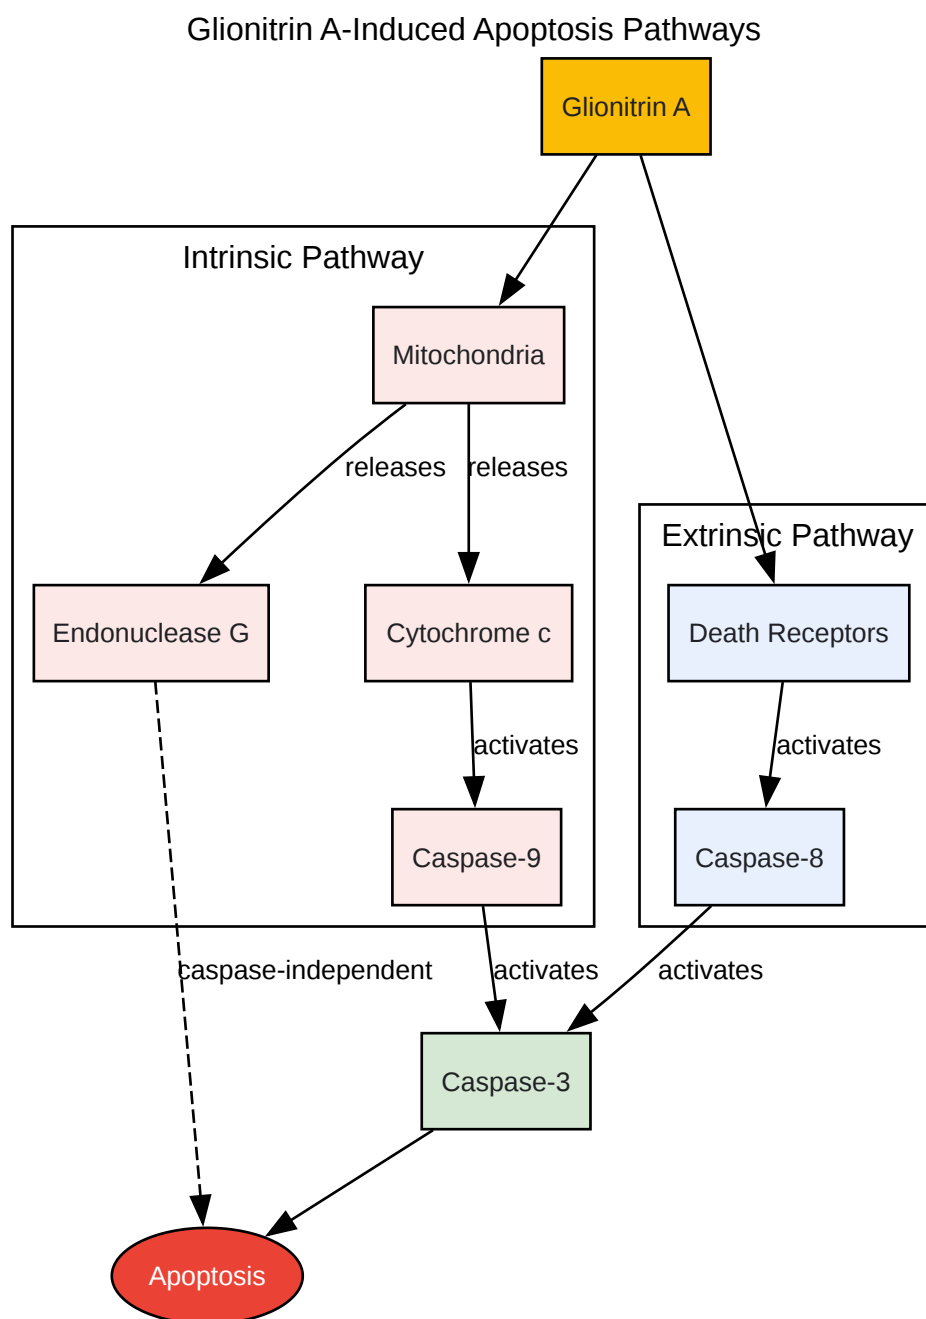 Glionitrin A-Induced Apoptosis Pathways
Glionitrin A
Intrinsic Pathway
Mitochondria
releases
releases
Extrinsic Pathway
Endonuclease G
Cytochrome c
Death Receptors
activates
activates
Caspase-9
Caspase-8
caspase-independent
activates
activates
Caspase-3
Apoptosis